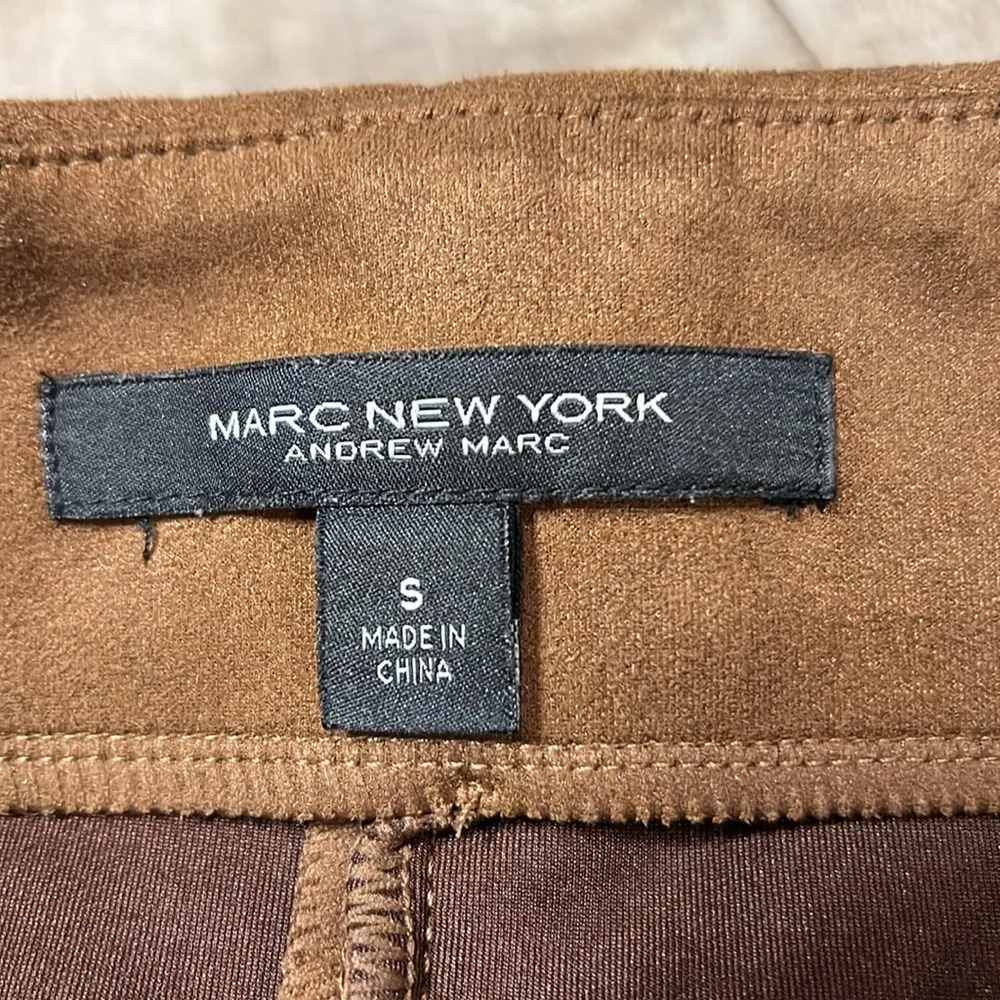 MARC NEW YORK
ANDREW MARC
S
MADE IN
CHINA